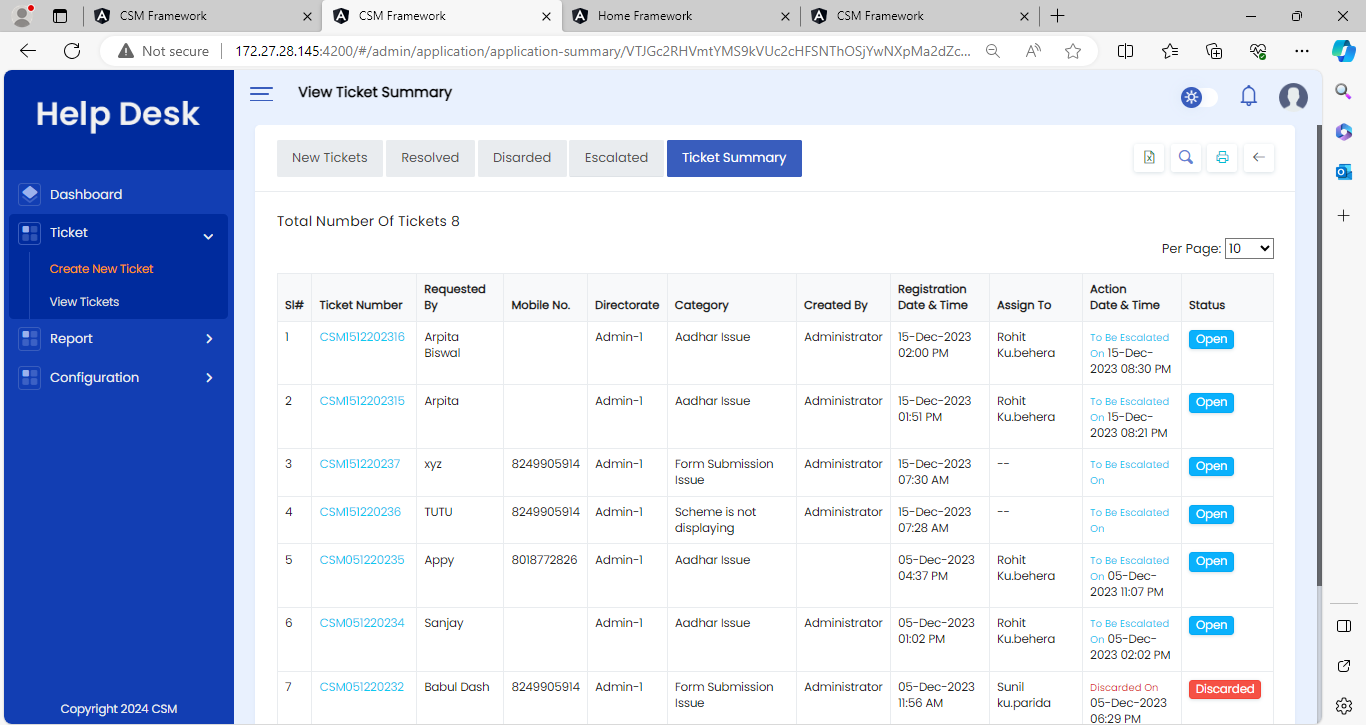 CSM Framework
CSM Framework
Home Framework
CSM Framework
Not secure
172.27.28.145:4200/#/admin/application/application-summary/VTJGc2RHVmtYMS9kVUc2cHFSNThOSjYwNXpMa2dZc...
Help Desk
View Ticket Summary
New Tickets
Resolved
Disarded
Escalated
Ticket Summary
Dashboard
Ticket
Create New Ticket
View Tickets
Report
Configuration
Total Number Of Tickets 8
Per Page: 10
Sl# Ticket Number Requested By Mobile No. Directorate Category Created By Registration Date & Time Assign To Action Date & Time Status
1 CSM1512202316 Arpita Biswal Admin-1 Aadhar Issue Administrator 15-Dec-2023 02:00 PM Rohit Ku.behera To Be Escalated On 15-Dec-2023 08:30 PM Open
2 CSM1512202315 Arpita Admin-1 Aadhar Issue Administrator 15-Dec-2023 01:51 PM Rohit Ku.behera To Be Escalated On 15-Dec-2023 08:21 PM Open
3 CSM151220237 xyz 8249905914 Admin-1 Form Submission Issue Administrator 15-Dec-2023 07:30 AM -- To Be Escalated On Open
4 CSM151220236 TUTU 8249905914 Admin-1 Scheme is not displaying Administrator 15-Dec-2023 07:28 AM -- To Be Escalated On Open
5 CSM051220235 Appy 8018772826 Admin-1 Aadhar Issue 05-Dec-2023 04:37 PM Rohit Ku.behera To Be Escalated On 05-Dec-2023 11:07 PM Open
6 CSM051220234 Sanjay Admin-1 Aadhar Issue Administrator 05-Dec-2023 01:02 PM Rohit Ku.behera To Be Escalated On 05-Dec-2023 02:02 PM Open
7 CSM051220232 Babul Dash 8249905914 Admin-1 Form Submission Issue Administrator 05-Dec-2023 11:56 AM Sunil ku.parida Discarded On 05-Dec-2023 06:29 PM Discarded
Copyright 2024 CSM